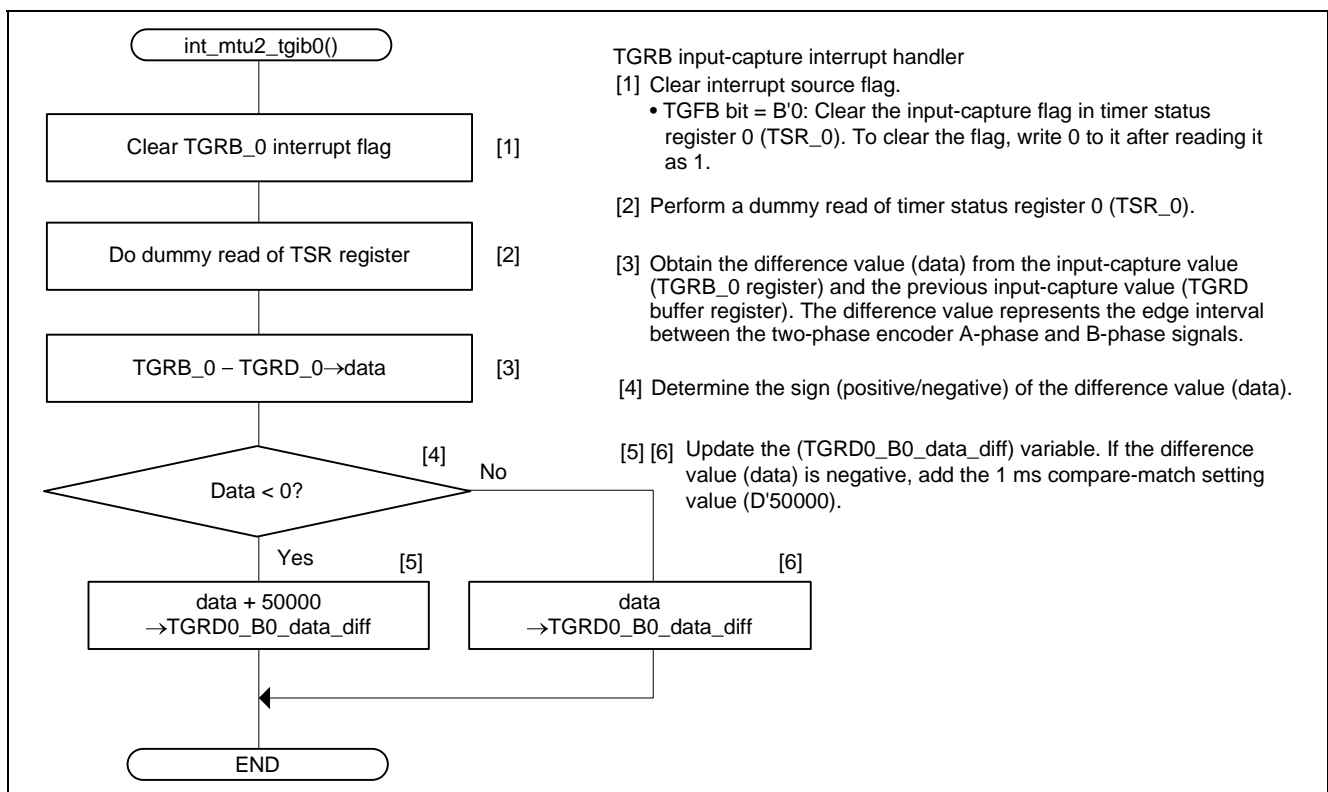 int_mtu2_tgib0()
Clear TGRB_0 interrupt flag
[1]
Do dummy read of TSR register
[2]
TGRB_0 – TGRD_0→data
[3]
[4]
Data < 0?
No
Yes
[5]
data + 50000
→TGRD0_B0_data_diff
[6]
data
→TGRD0_B0_data_diff
END
TGRB input-capture interrupt handler
[1] Clear interrupt source flag.
• TGFB bit = B'0: Clear the input-capture flag in timer status
register 0 (TSR_0). To clear the flag, write 0 to it after reading it
as 1.
[2] Perform a dummy read of timer status register 0 (TSR_0).
[3] Obtain the difference value (data) from the input-capture value
(TGRB_0 register) and the previous input-capture value (TGRD
buffer register). The difference value represents the edge interval
between the two-phase encoder A-phase and B-phase signals.
[4] Determine the sign (positive/negative) of the difference value (data).
[5] [6] Update the (TGRD0_B0_data_diff) variable. If the difference
value (data) is negative, add the 1 ms compare-match setting
value (D'50000).